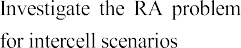 Investigate the RA problem
for intercell scenarios